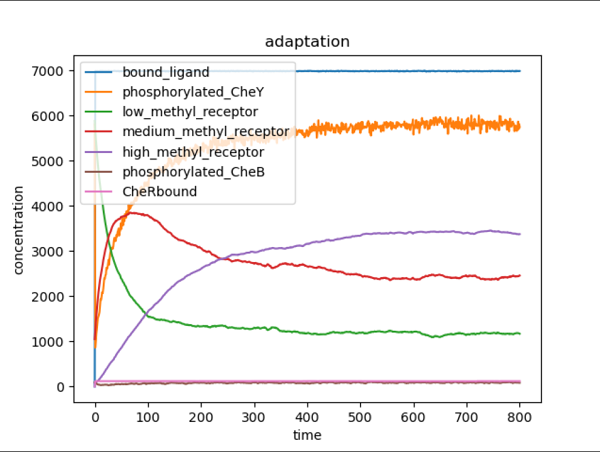 adaptation
7000
6000
5000
4000
3000
2000
1000
0
concentration
bound_ligand
phosphorylated_CheY
low_methyl_receptor
medium_methyl_receptor
high_methyl_receptor
phosphorylated_CheB
CheRbound
0 100 200 300 400 500 600 700 800
time